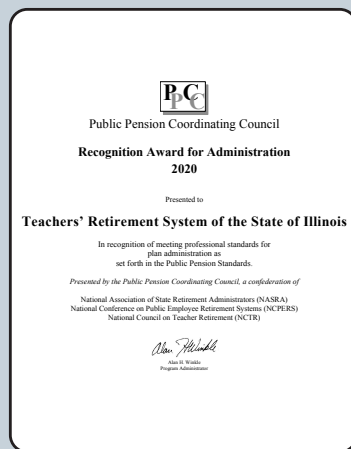 PPCC
Public Pension Coordinating Council
Recognition Award for Administration
2020
Presented to
Teachers' Retirement System of the State of Illinois
In recognition of meeting professional standards for
plan administration as
set forth in the Public Pension Standards.
Presented by the Public Pension Coordinating Council, a confederation of
National Association of State Retirement Administrators (NASRA)
National Conference on Public Employee Retirement Systems (NCPERS)
National Council on Teacher Retirement (NCTR)
Alan H. Winkle
Alan H. Winkle
Program Administrator